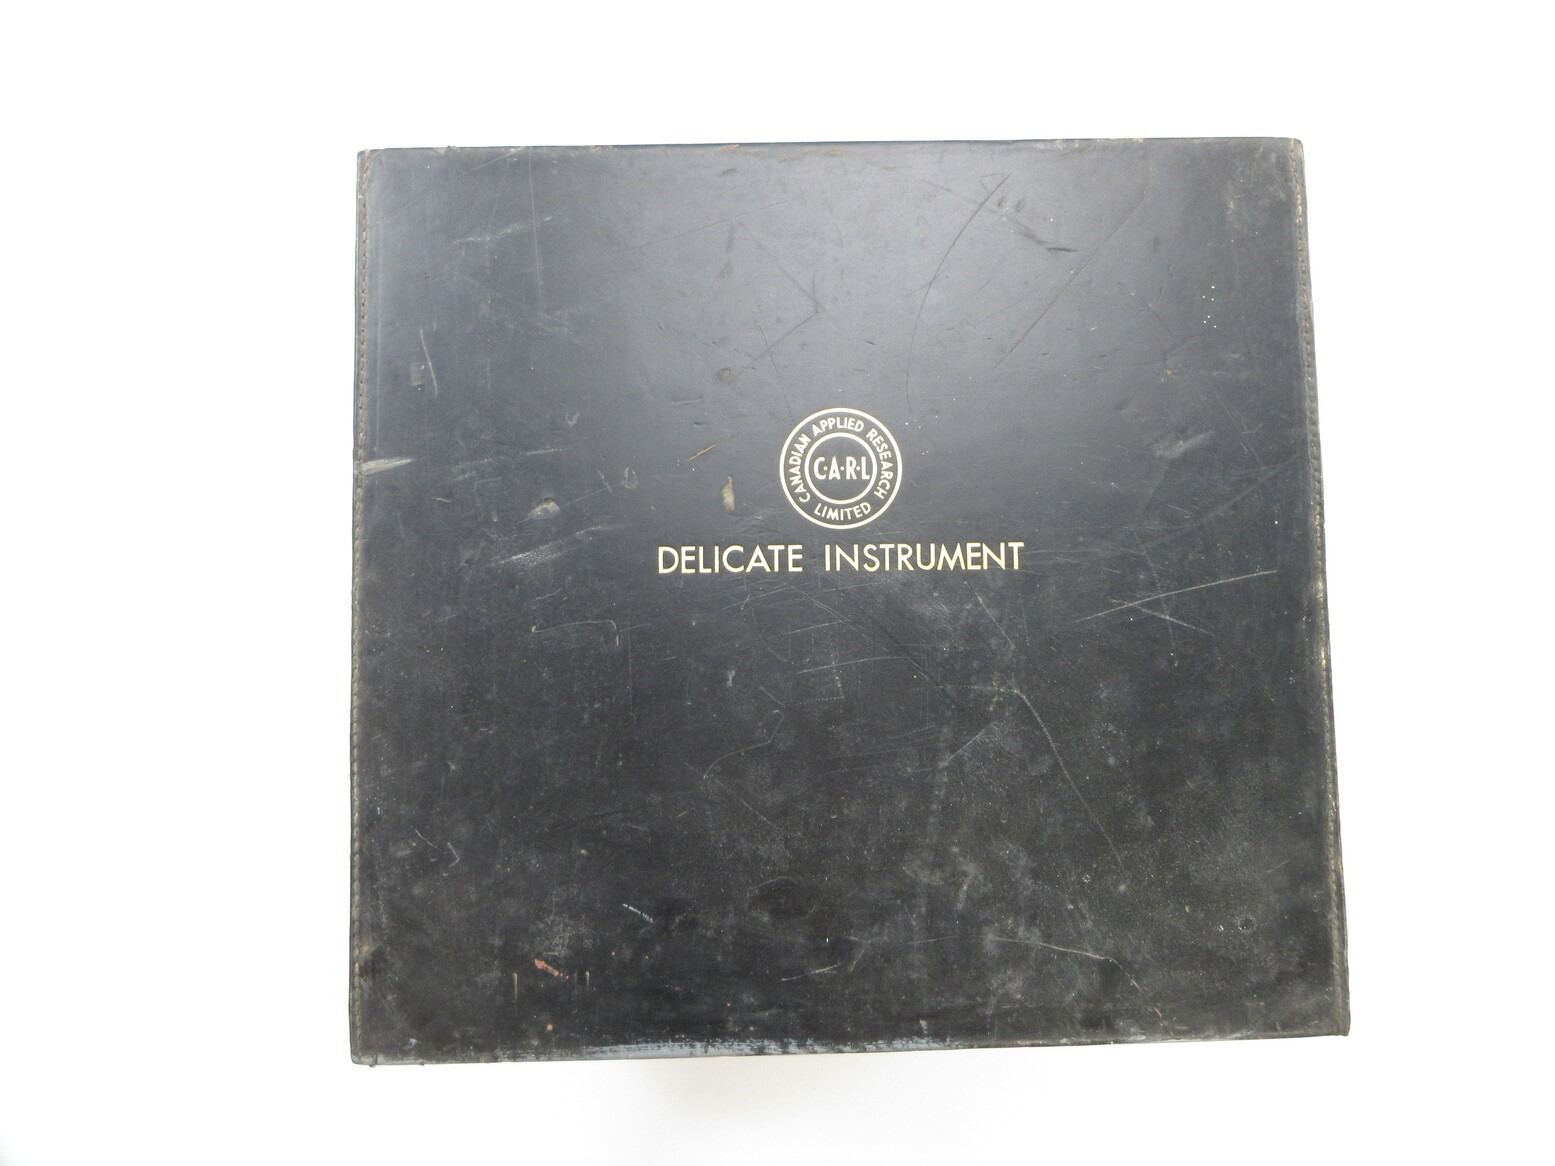 CANADIAN APPLIED RESEARCH
C·A·R·L
LIMITED
DELICATE INSTRUMENT